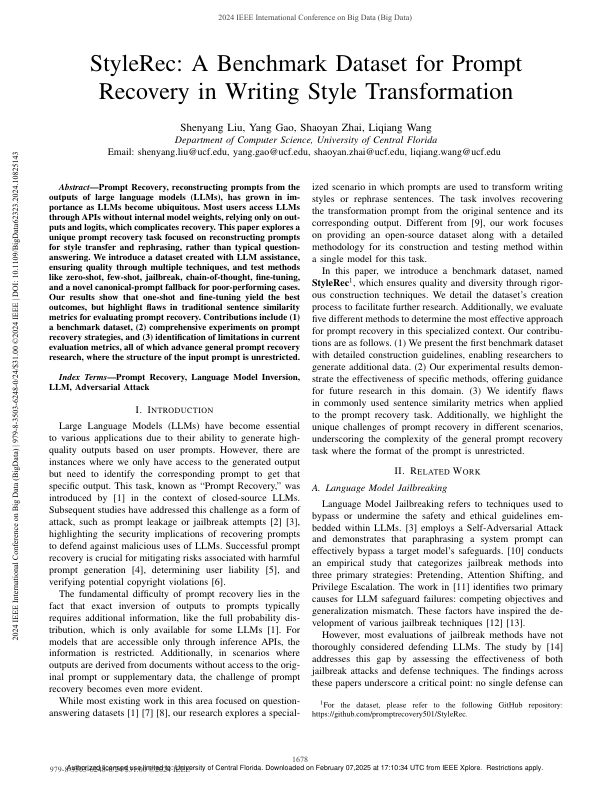 2024 IEEE International Conference on Big Data (Big Data)
StyleRec: A Benchmark Dataset for Prompt
Recovery in Writing Style Transformation
Shenyang Liu, Yang Gao, Shaoyan Zhai, Liqiang Wang
Department of Computer Science, University of Central Florida
Email: shenyang.liu@ucf.edu, yang.gao@ucf.edu, shaoyan.zhai@ucf.edu, liqiang.wang@ucf.edu
2024 IEEE International Conference on Big Data (BigData) | 979-8-3503-6248-0/24/$31.00 ©2024 IEEE | DOI: 10.1109/BigData62323.2024.10825143
Abstract—Prompt Recovery, reconstructing prompts from the
outputs of large language models (LLMs), has grown in im-
portance as LLMs become ubiquitous. Most users access LLMs
through APIs without internal model weights, relying only on out-
puts and logits, which complicates recovery. This paper explores a
unique prompt recovery task focused on reconstructing prompts
for style transfer and rephrasing, rather than typical question-
answering. We introduce a dataset created with LLM assistance,
ensuring quality through multiple techniques, and test methods
like zero-shot, few-shot, jailbreak, chain-of-thought, fine-tuning,
and a novel canonical-prompt fallback for poor-performing cases.
Our results show that one-shot and fine-tuning yield the best
outcomes, but highlight flaws in traditional sentence similarity
metrics for evaluating prompt recovery. Contributions include (1)
a benchmark dataset, (2) comprehensive experiments on prompt
recovery strategies, and (3) identification of limitations in current
evaluation metrics, all of which advance general prompt recovery
research, where the structure of the input prompt is unrestricted.
Index Terms—Prompt Recovery, Language Model Inversion,
LLM, Adversarial Attack
I. INTRODUCTION
Large Language Models (LLMs) have become essential
to various applications due to their ability to generate high-
quality outputs based on user prompts. However, there are
instances where we only have access to the generated output
but need to identify the corresponding prompt to get that
specific output. This task, known as “Prompt Recovery,” was
introduced by [1] in the context of closed-source LLMs.
Subsequent studies have addressed this challenge as a form of
attack, such as prompt leakage or jailbreak attempts [2] [3],
highlighting the security implications of recovering prompts
to defend against malicious uses of LLMs. Successful prompt
recovery is crucial for mitigating risks associated with harmful
prompt generation [4], determining user liability [5], and
verifying potential copyright violations [6].
The fundamental difficulty of prompt recovery lies in the
fact that exact inversion of outputs to prompts typically
requires additional information, like the full probability dis-
tribution, which is only available for some LLMs [1]. For
models that are accessible only through inference APIs, the
information is restricted. Additionally, in scenarios where
outputs are derived from documents without access to the orig-
inal prompt or supplementary data, the challenge of prompt
recovery becomes even more evident.
While most existing work in this area focused on question-
answering datasets [1] [7] [8], our research explores a special-
ized scenario in which prompts are used to transform writing
styles or rephrase sentences. The task involves recovering
the transformation prompt from the original sentence and its
corresponding output. Different from [9], our work focuses
on providing an open-source dataset along with a detailed
methodology for its construction and testing method within
a single model for this task.
In this paper, we introduce a benchmark dataset, named
StyleRec1, which ensures quality and diversity through rigor-
ous construction techniques. We detail the dataset's creation
process to facilitate further research. Additionally, we evaluate
five different methods to determine the most effective approach
for prompt recovery in this specialized context. Our contribu-
tions are as follows. (1) We present the first benchmark dataset
with detailed construction guidelines, enabling researchers to
generate additional data. (2) Our experimental results demon-
strate the effectiveness of specific methods, offering guidance
for future research in this domain. (3) We identify flaws
in commonly used sentence similarity metrics when applied
to the prompt recovery task. Additionally, we highlight the
unique challenges of prompt recovery in different scenarios,
underscoring the complexity of the general prompt recovery
task where the format of the prompt is unrestricted.
II. RELATED WORK
A. Language Model Jailbreaking
Language Model Jailbreaking refers to techniques used to
bypass or undermine the safety and ethical guidelines em-
bedded within LLMs. [3] employs a Self-Adversarial Attack
and demonstrates that paraphrasing a system prompt can
effectively bypass a target model's safeguards. [10] conducts
an empirical study that categorizes jailbreak methods into
three primary strategies: Pretending, Attention Shifting, and
Privilege Escalation. The work in [11] identifies two primary
causes for LLM safeguard failures: competing objectives and
generalization mismatch. These factors have inspired the de-
velopment of various jailbreak techniques [12] [13].
However, most evaluations of jailbreak methods have not
thoroughly considered defending LLMs. The study by [14]
addresses this gap by assessing the effectiveness of both
jailbreak attacks and defense techniques. The findings across
these papers underscore a critical point: no single defense can
1For the dataset, please refer to the following GitHub repository:
https://github.com/promptrecovery501/StyleRec.
1678
Authorized licensed use limited to: University of Central Florida. Downloaded on February 07,2025 at 17:10:34 UTC from IEEE Xplore. Restrictions apply.